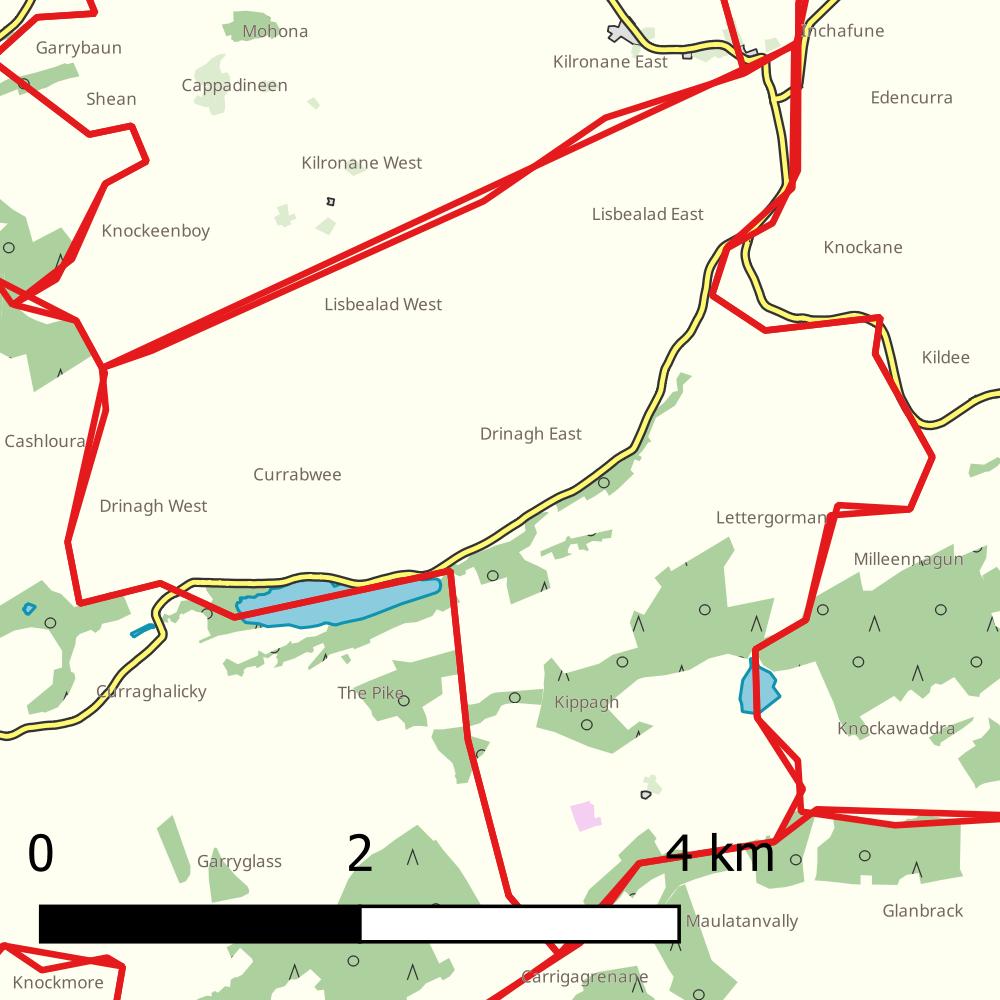 Mohona
Inchafune
Garrybaun
Kilronane East
Cappadineen
Shean
Edencurra
Kilronane West
Lisbealad East
Knockeenboy
Knockane
Lisbealad West
Kildee
Drinagh East
Cashloura
Currabwee
Drinagh West
Lettergorman
Milleennagun
Curraghalicky
The Pike
Kippagh
Knockawaddra
0 2 4 km
Garryglass
Glanbrack
Maulatanvally
Carrigagrenane
Knockmore